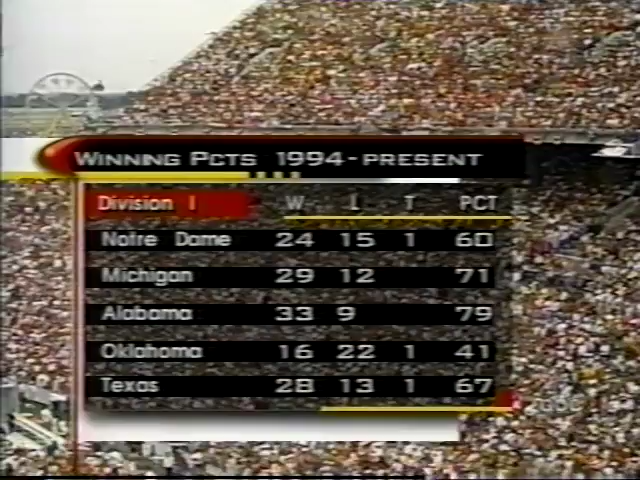 WINNING PCTS 1994-PRESENT
Division I W L T PCT
Notre Dame 24 15 1 60
Michigan 29 12 71
Alabama 33 9 79
Oklahoma 16 22 1 41
Texas 28 13 1 67